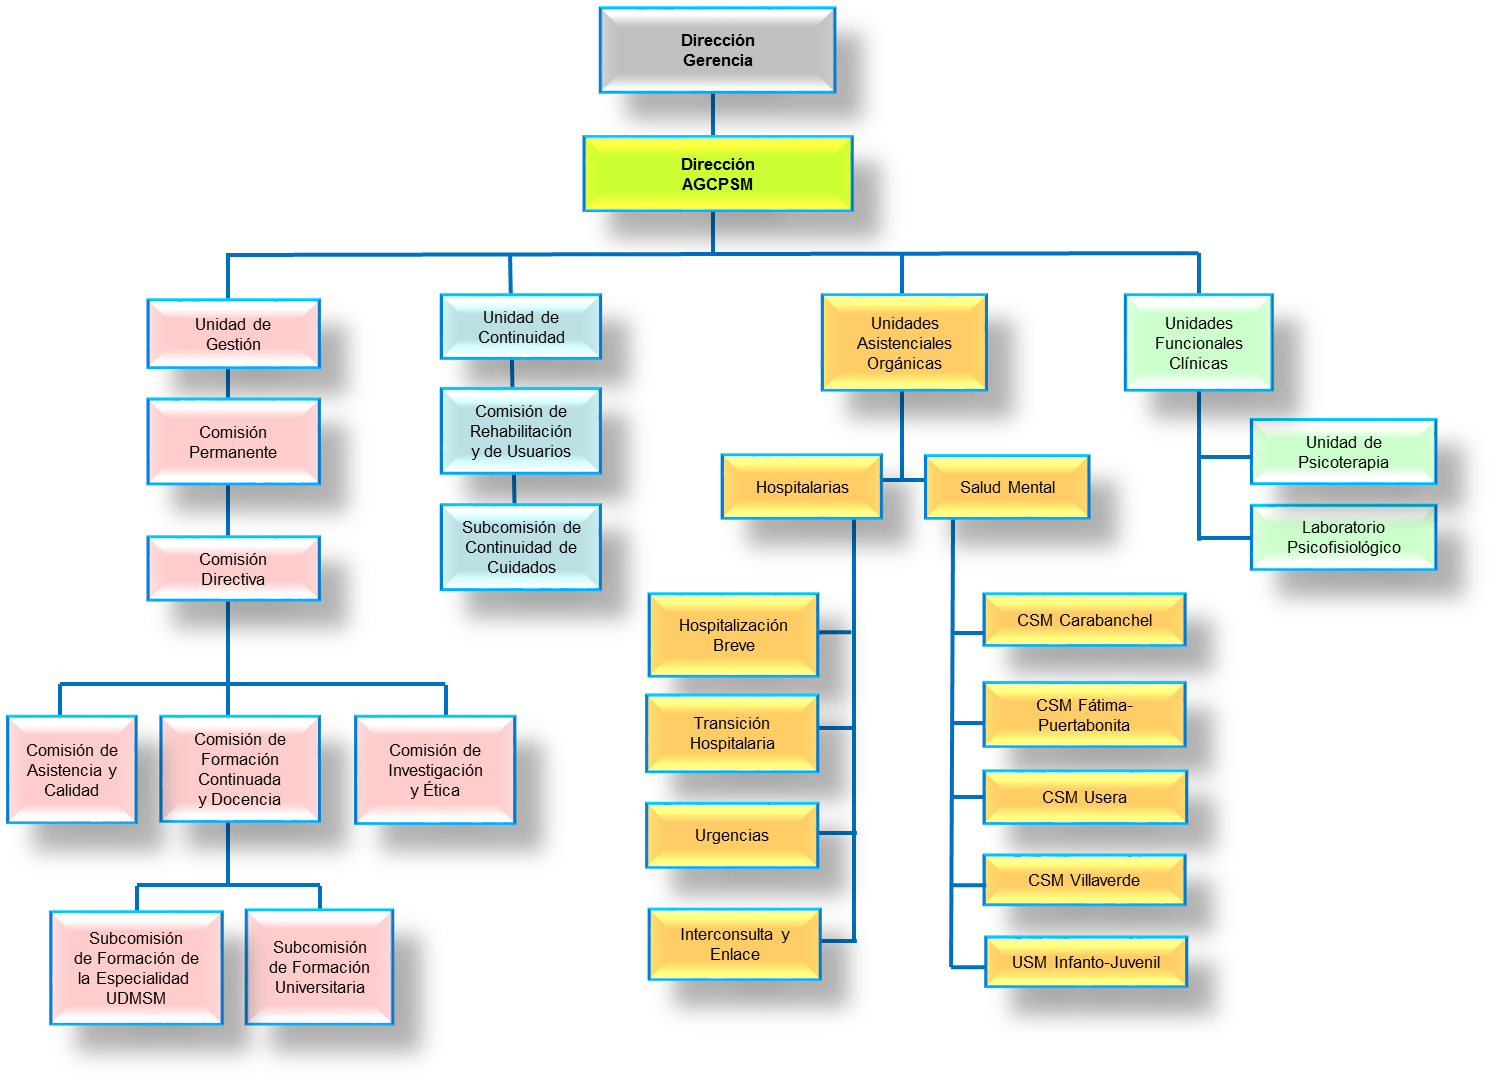 Dirección
Gerencia
Dirección
AGCPSM
Unidad de
Gestión
Unidad de
Continuidad
Unidades
Asistenciales
Orgánicas
Unidades
Funcionales
Clínicas
Comisión
Permanente
Comisión de
Rehabilitación
y de Usuarios
Hospitalarias
Salud Mental
Unidad de
Psicoterapia
Comisión
Directiva
Subcomisión de
Continuidad de
Cuidados
Laboratorio
Psicofisiológico
Hospitalización
Breve
CSM Carabanchel
Transición
Hospitalaria
CSM Fátima-
Puertabonita
Comisión de
Asistencia y
Calidad
Comisión de
Formación
Continuada
y Docencia
Comisión de
Investigación
y Ética
Urgencias
CSM Usera
CSM Villaverde
Subcomisión
de Formación de
la Especialidad
UDMSM
Subcomisión
de Formación
Universitaria
Interconsulta y
Enlace
USM Infanto-Juvenil